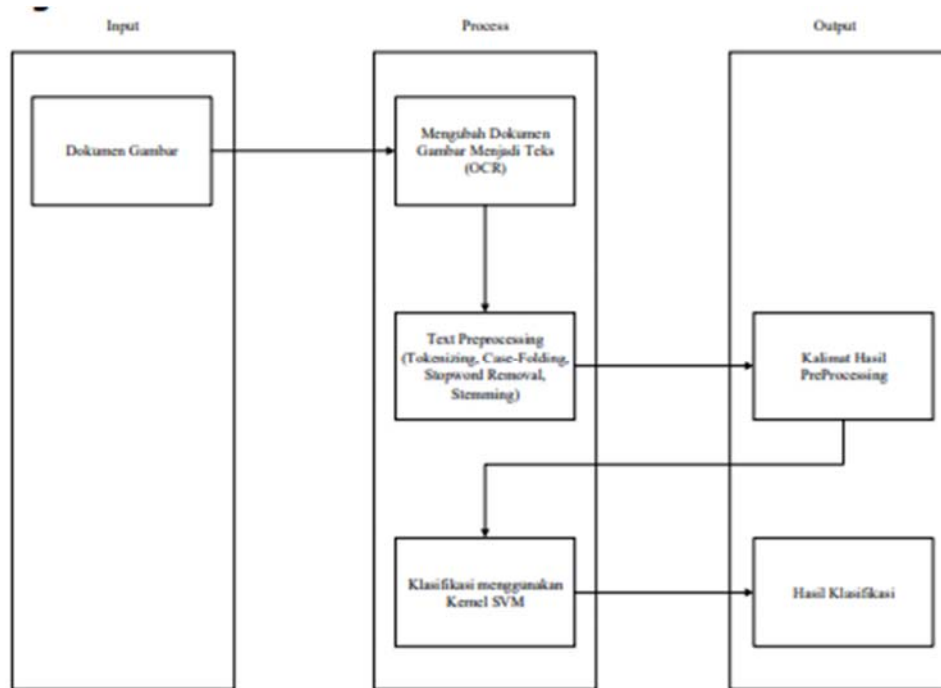 Input
Process
Output
Dokumen Gambar
Mengubah Dokumen
Gambar Menjadi Teks
(OCR)
Text Preprocessing
(Tokenizing, Case-Folding,
Stopword Removal,
Stemming)
Kalimat Hasil
PreProcessing
Klasifikasi menggunakan
Kernel SVM
Hasil Klasifikasi